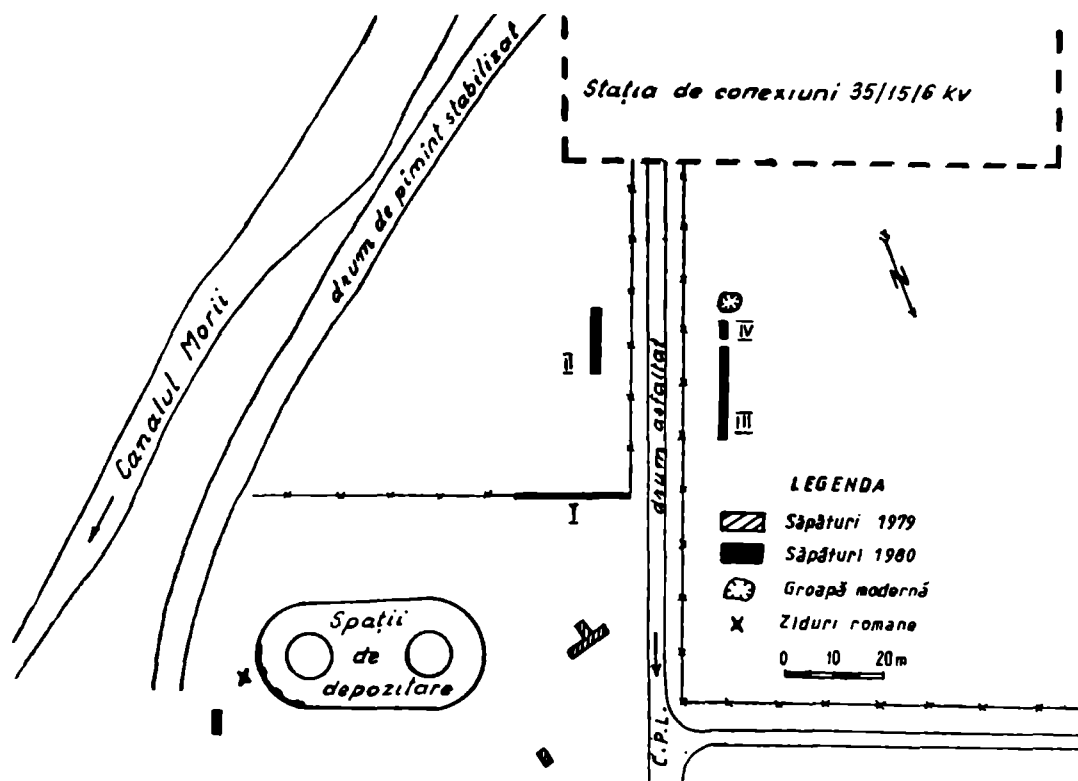 Stația de conexiuni 35/15/6 kv
drum de pimint stabilizat
Canalul Morii
drum asfaltat
II
IV
III
I
N
LEGENDA
Săpături 1979
Săpături 1980
Groapă modernă
Ziduri romane
0 10 20m
Spații
de
depozitare
C.P.L.